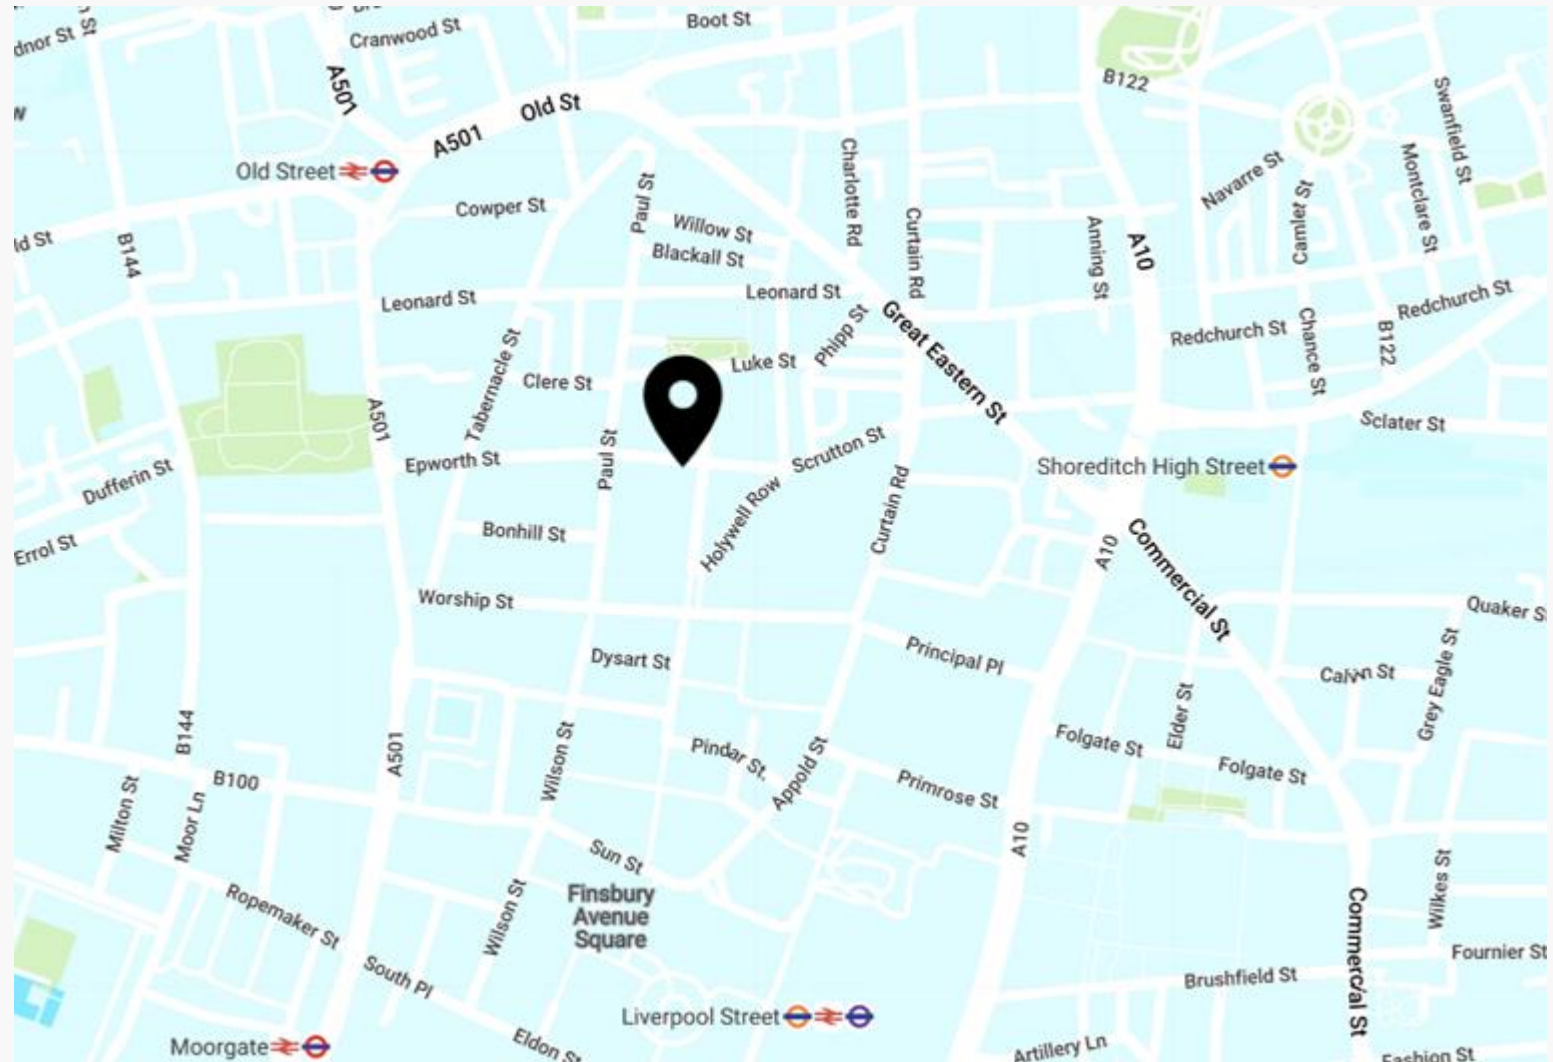 Boot St
Cranwood St
dnor St
St
A501
Old St
A501
B122
Swanfield St
Old Street
Charlotte Rd
Navarre St
Montclare St
Camlet St
Cowper St
Paul St
Willow St
Curtain Rd
Anning St
A10
ld St
B144
Blackall St
Leonard St
Leonard St
Redchurch St
Great Eastern St
Phipp St
Redchurch St
Chance St
B122
Tabernacle St
Luke St
Clere St
A501
Sclater St
Paul St
Scrutton St
Epworth St
Shoreditch High Street
Dufferin St
Holywell Row
Curtain Rd
Bonhill St
Errol St
A10
Commercial St
Worship St
Quaker S
Dysart St
Principal Pl
Calvin St
Grey Eagle St
Elder St
B144
A501
Wilson St
Pindar St.
Appold St
Folgate St
Folgate St
B100
Primrose St
Milton St
Moor Ln
A10
Sun St
Wilkes St
Finsbury
Avenue
Square
Wilson St
Ropemaker St
Commercial St
Fournier St
South Pl
Brushfield St
Liverpool Street
Moorgate
Eldon St
Artillery Ln
Fashion St